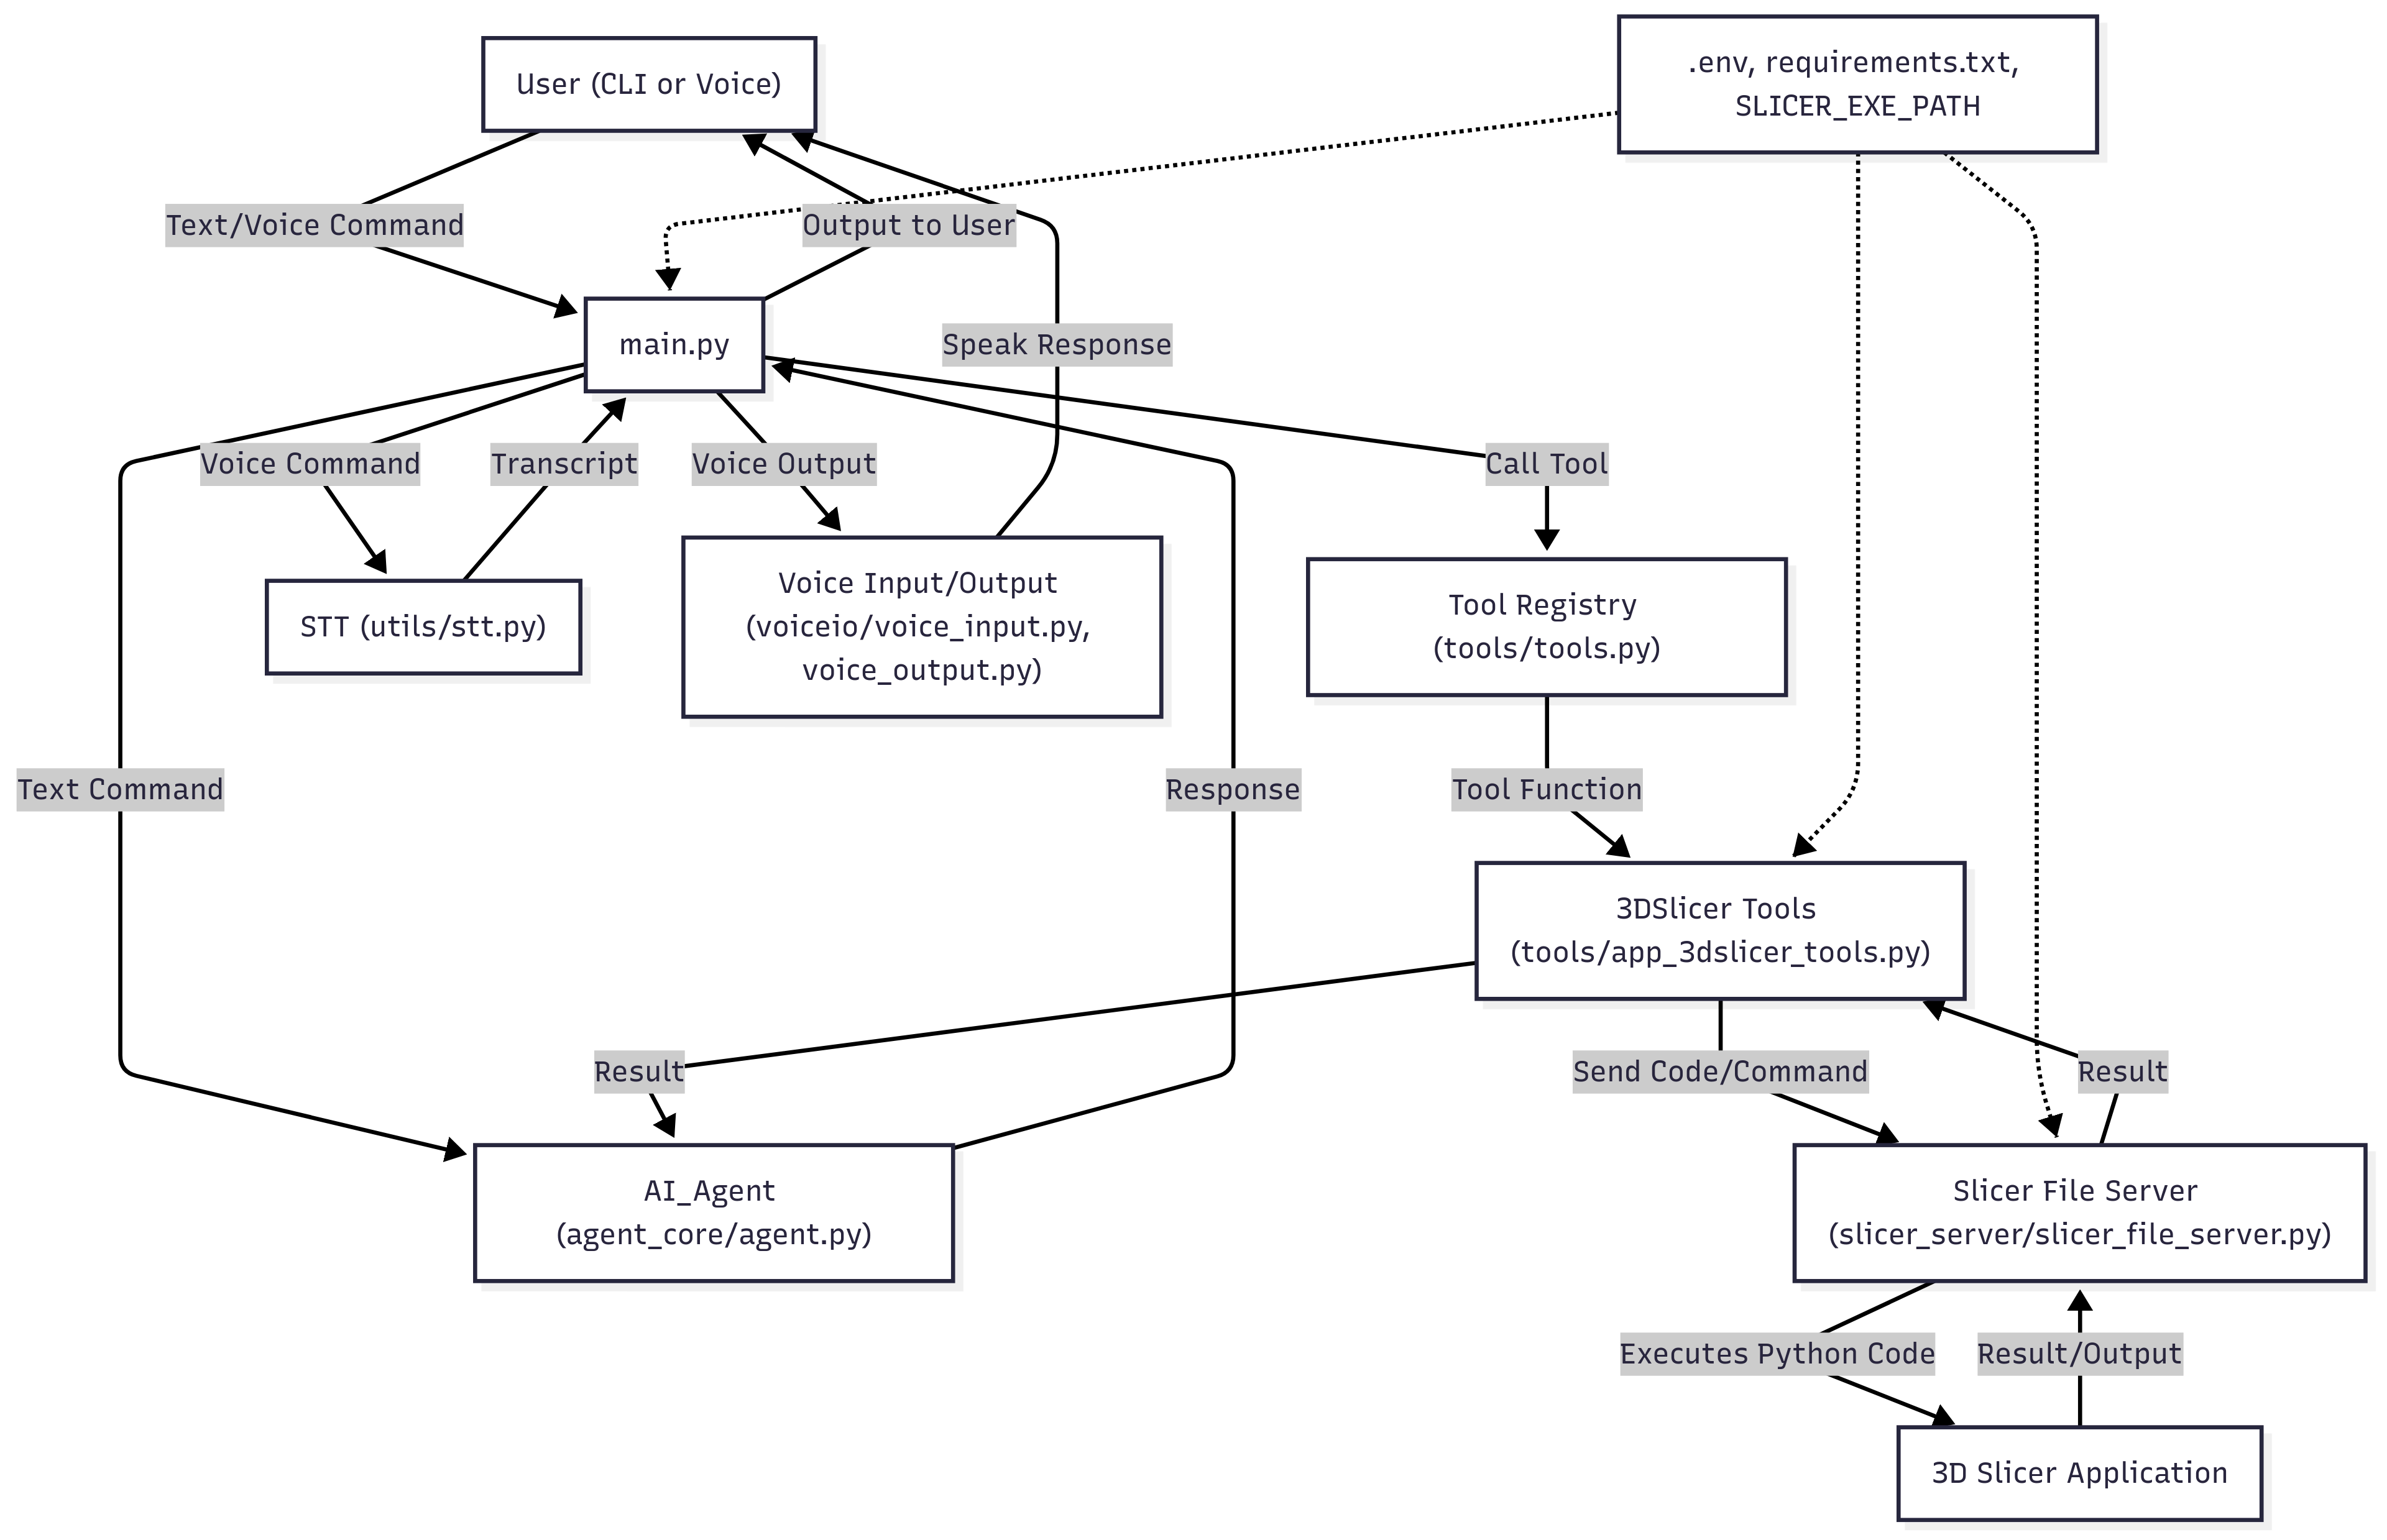 User (CLI or Voice)
.env, requirements.txt,
SLICER_EXE_PATH
Text/Voice Command
Output to User
main.py
Speak Response
Voice Command
Transcript
Voice Output
Call Tool
STT (utils/stt.py)
Voice Input/Output
(voiceio/voice_input.py,
voice_output.py)
Tool Registry
(tools/tools.py)
Text Command
Response
Tool Function
3DSlicer Tools
(tools/app_3dslicer_tools.py)
Result
Send Code/Command
Result
AI_Agent
(agent_core/agent.py)
Slicer File Server
(slicer_server/slicer_file_server.py)
Executes Python Code
Result/Output
3D Slicer Application